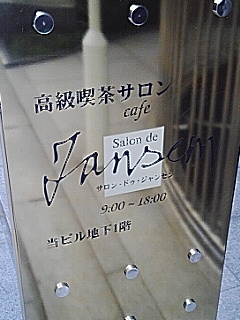 高級喫茶サロン
cafe
Salon de
Jansem
サロン・ドゥ・ジャンセン
9:00～18:00
当ビル地下1階